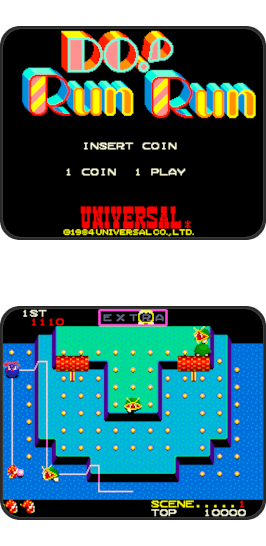 DO!
Run Run
INSERT COIN
1 COIN 1 PLAY
UNIVERSAL
©1984 UNIVERSAL CO., LTD.
1ST
EXTRA
1110
SCENE.....1
TOP 10000